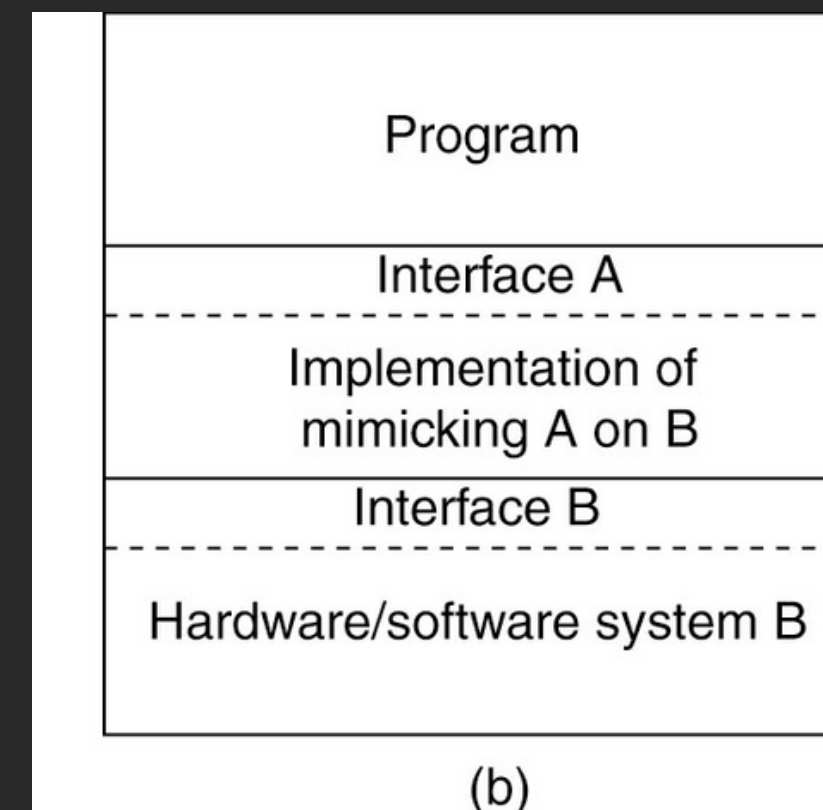 Program
Interface A
Implementation of
mimicking A on B
Interface B
Hardware/software system B
(b)